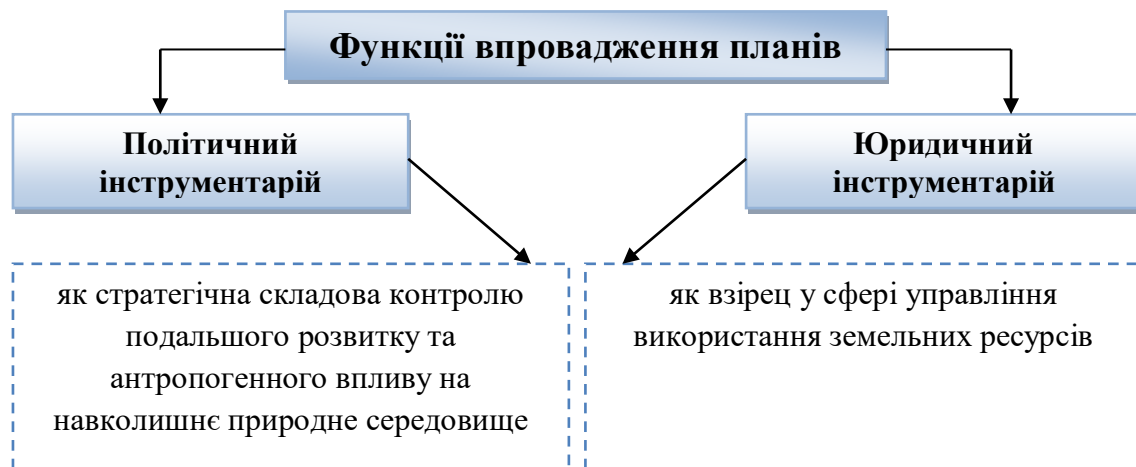 Функції впровадження планів
Політичний
інструментарій
Юридичний
інструментарій
як стратегічна складова контролю
подальшого розвитку та
антропогенного впливу на
навколишнє природне середовище
як взірец у сфері управління
використання земельних ресурсів